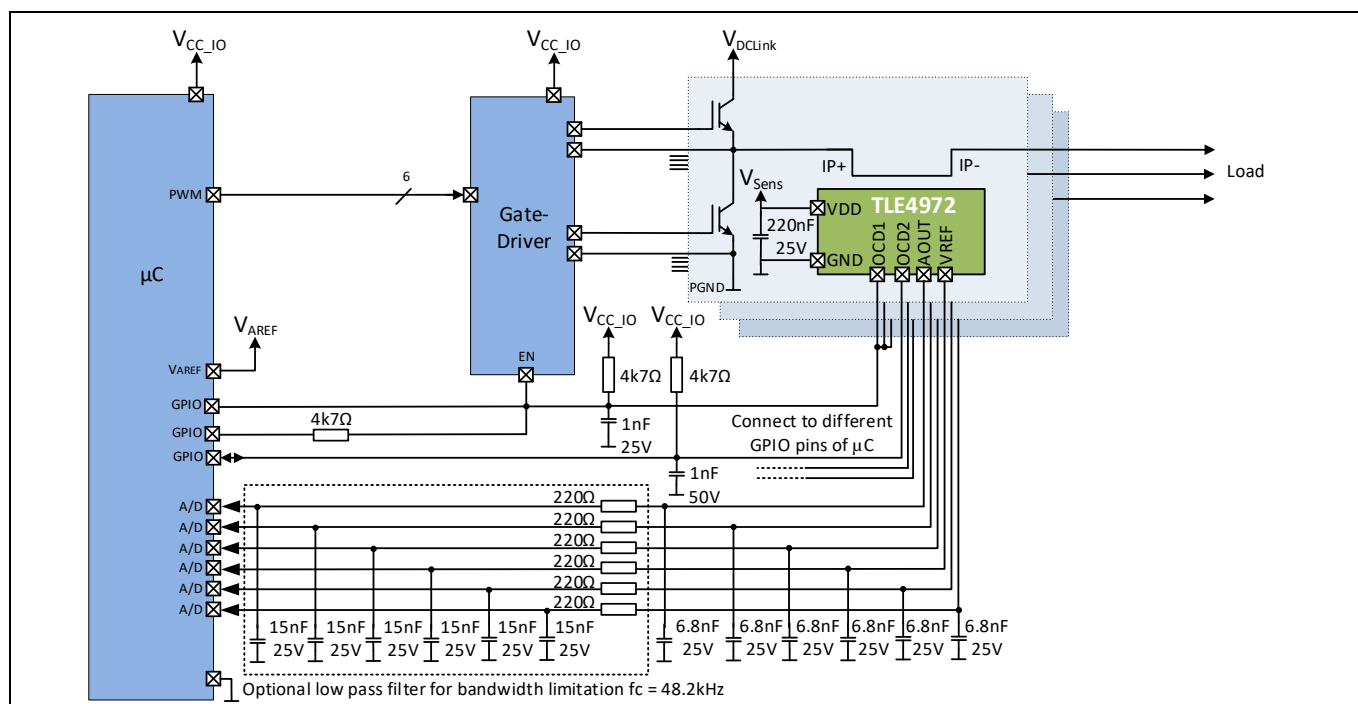 VCC_IO
VCC_IO
VDCLink
PWM
6
Gate-
Driver
µC
IP+
IP-
Load
VSens
TLE4972
VDD
220nF
25V
GND
OCD1
OCD2
AOUT
VREF
PGND
VAREF
VCC_IO
VCC_IO
EN
VAREF
4k7Ω
4k7Ω
GPIO
4k7Ω
GPIO
GPIO
1nF
25V
Connect to different
GPIO pins of µC
1nF
50V
A/D
220Ω
A/D
220Ω
A/D
220Ω
A/D
220Ω
A/D
220Ω
A/D
220Ω
15nF
25V
15nF
25V
15nF
25V
15nF
25V
15nF
25V
15nF
25V
6.8nF
25V
6.8nF
25V
6.8nF
25V
6.8nF
25V
6.8nF
25V
6.8nF
25V
Optional low pass filter for bandwidth limitation fc = 48.2kHz